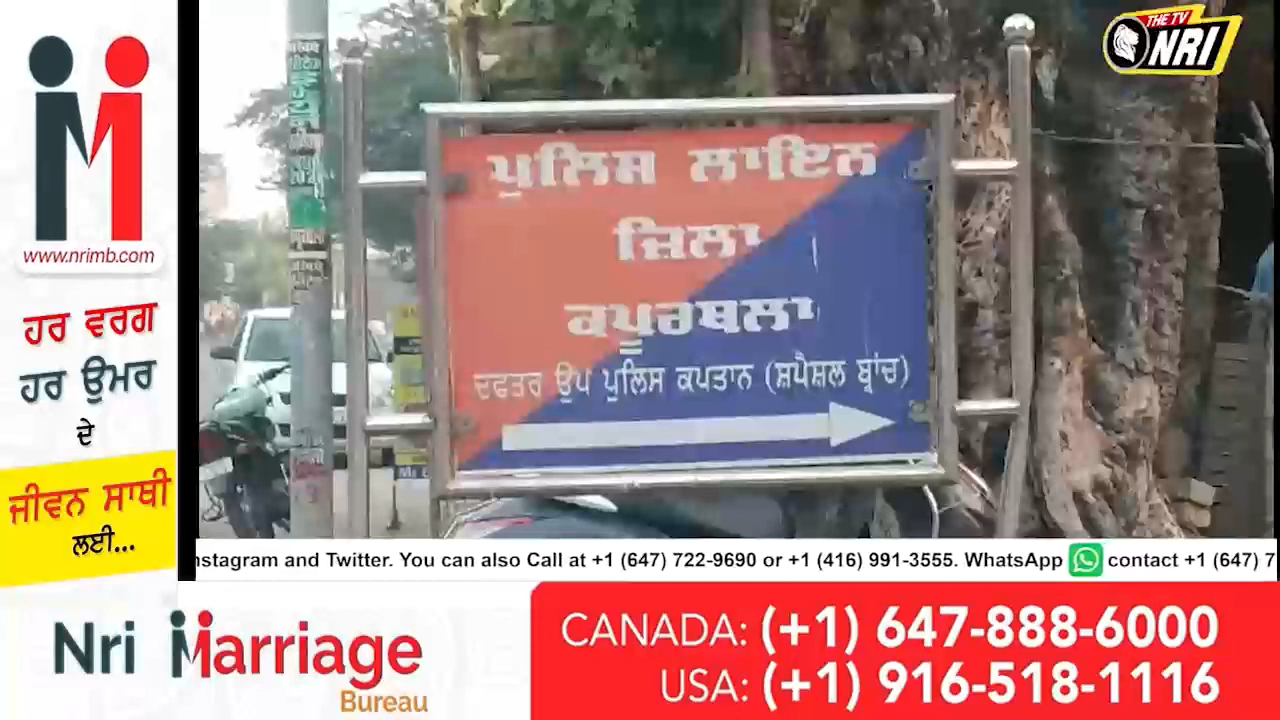 THE TV
NRI
ਪੁਲਿਸ ਲਾਇਨ
ਜ਼ਿਲਾ
ਕਪੂਰਥਲਾ
ਦਫਤਰ ਉਪ ਪੁਲਿਸ ਕਪਤਾਨ (ਸਪੈਸ਼ਲ ਬ੍ਰਾਂਚ)
www.nrimb.com
ਹਰ ਵਰਗ
ਹਰ ਉਮਰ
ਦੇ
ਜੀਵਨ ਸਾਥੀ
ਲਈ...
nstagram and Twitter. You can also Call at +1 (647) 722-9690 or +1 (416) 991-3555. WhatsApp contact +1 (647) 7
Nri Marriage
Bureau
CANADA: (+1) 647-888-6000
USA: (+1) 916-518-1116